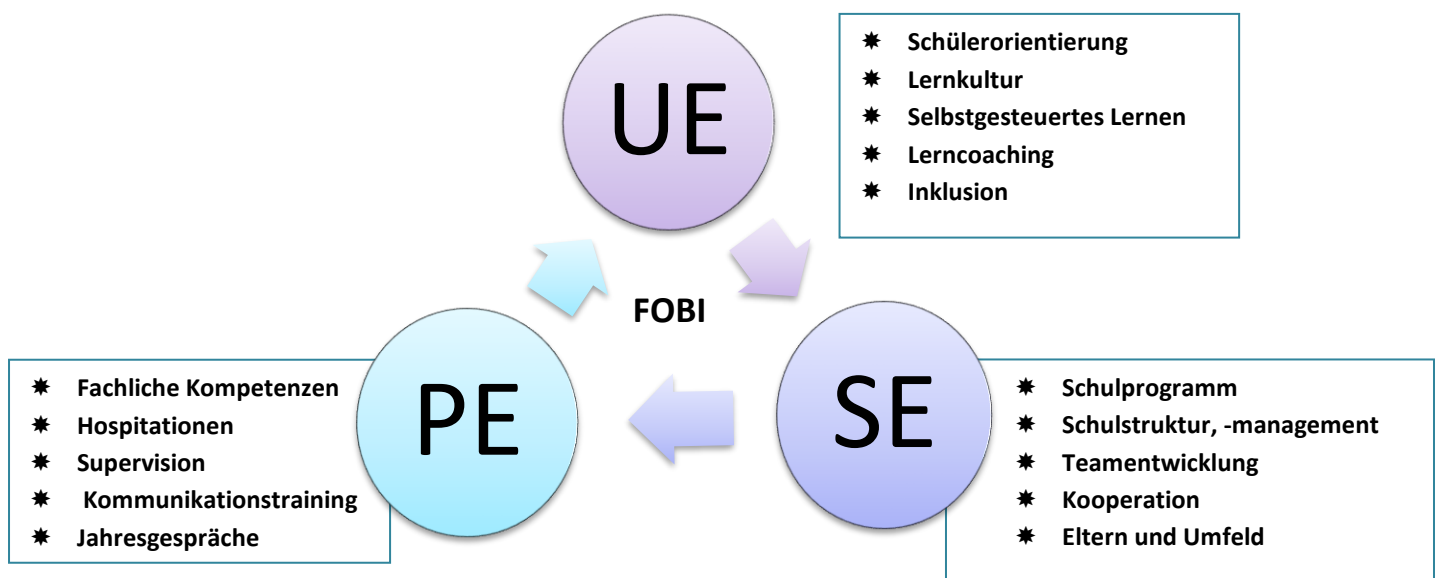 UE
✷ Schülerorientierung
✷ Lernkultur
✷ Selbstgesteuertes Lernen
✷ Lerncoaching
✷ Inklusion
FOBI
PE
✷ Fachliche Kompetenzen
✷ Hospitationen
✷ Supervision
✷ Kommunikationstraining
✷ Jahresgespräche
SE
✷ Schulprogramm
✷ Schulstruktur, -management
✷ Teamentwicklung
✷ Kooperation
✷ Eltern und Umfeld